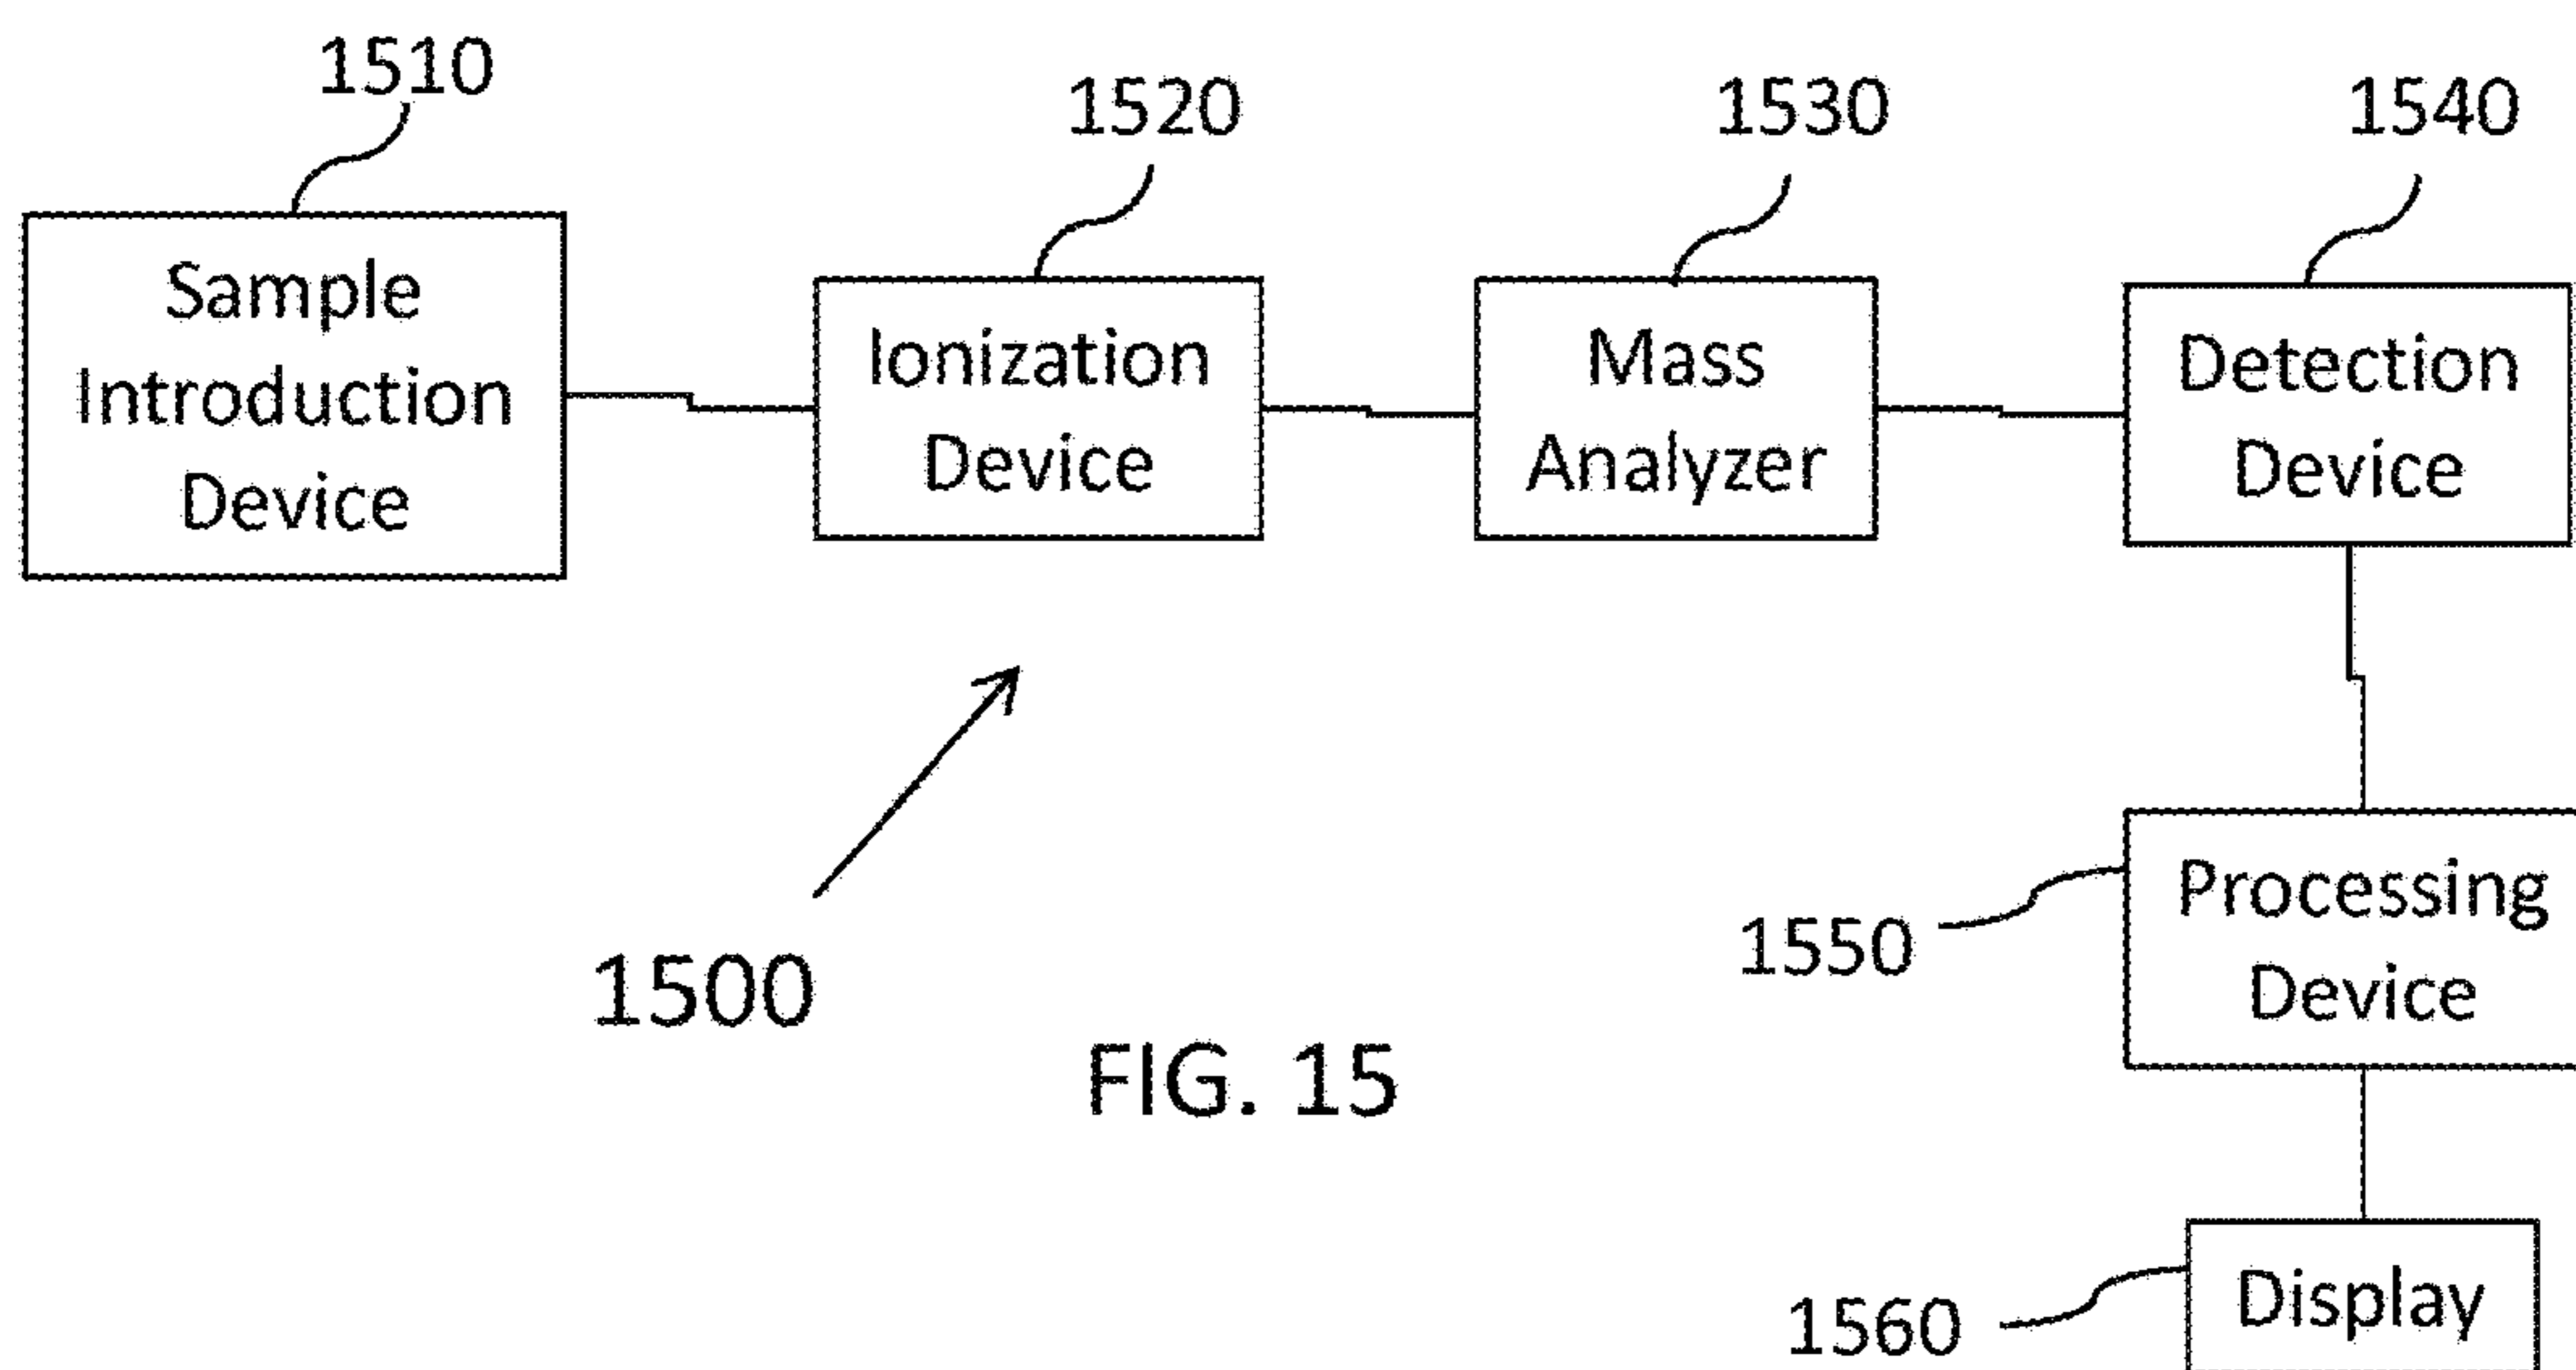 1510
1520
1530
1540
Sample
Introduction
Device
Ionization
Device
Mass
Analyzer
Detection
Device
1500
1550
Processing
Device
FIG. 15
1560
Display